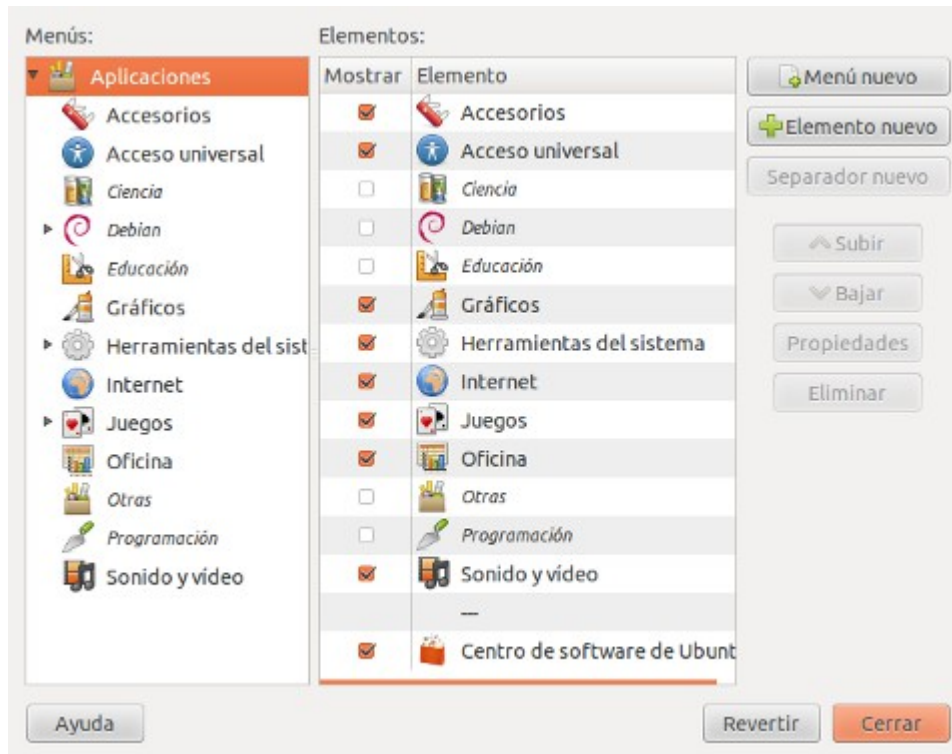 Menús:
Elementos:
Aplicaciones
Accesorios
Acceso universal
Ciencia
Debian
Educación
Gráficos
Herramientas del sist
Internet
Juegos
Oficina
Otras
Programación
Sonido y vídeo
Mostrar Elemento
Accesorios
Acceso universal
Ciencia
Debian
Educación
Gráficos
Herramientas del sistema
Internet
Juegos
Oficina
Otras
Programación
Sonido y vídeo
---
Centro de software de Ubunt
Menú nuevo
Elemento nuevo
Separador nuevo
Subir
Bajar
Propiedades
Eliminar
Ayuda
Revertir
Cerrar